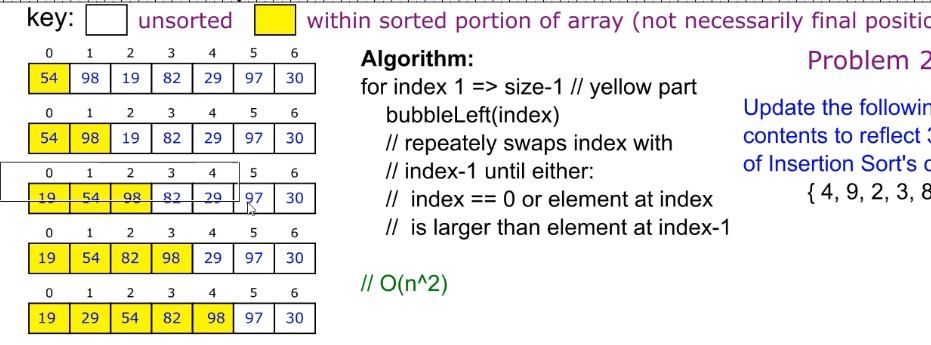 key: unsorted within sorted portion of array (not necessarily final
0 1 2 3 4 5 6
54 98 19 82 29 97 30
0 1 2 3 4 5 6
54 98 19 82 29 97 30
0 1 2 3 4 5 6
19 54 98 82 29 97 30
0 1 2 3 4 5 6
19 54 82 98 29 97 30
0 1 2 3 4 5 6
19 29 54 82 98 97 30
Algorithm:
for index 1 => size-1 // yellow part
bubbleLeft(index)
// repeately swaps index with
// index-1 until either:
// index == 0 or element at index
// is larger than element at index-1
// O(n^2)
Problem 2
Update the
contents to reflect 3
of Insertion Sort's
{ 4, 9, 2, 3, 8